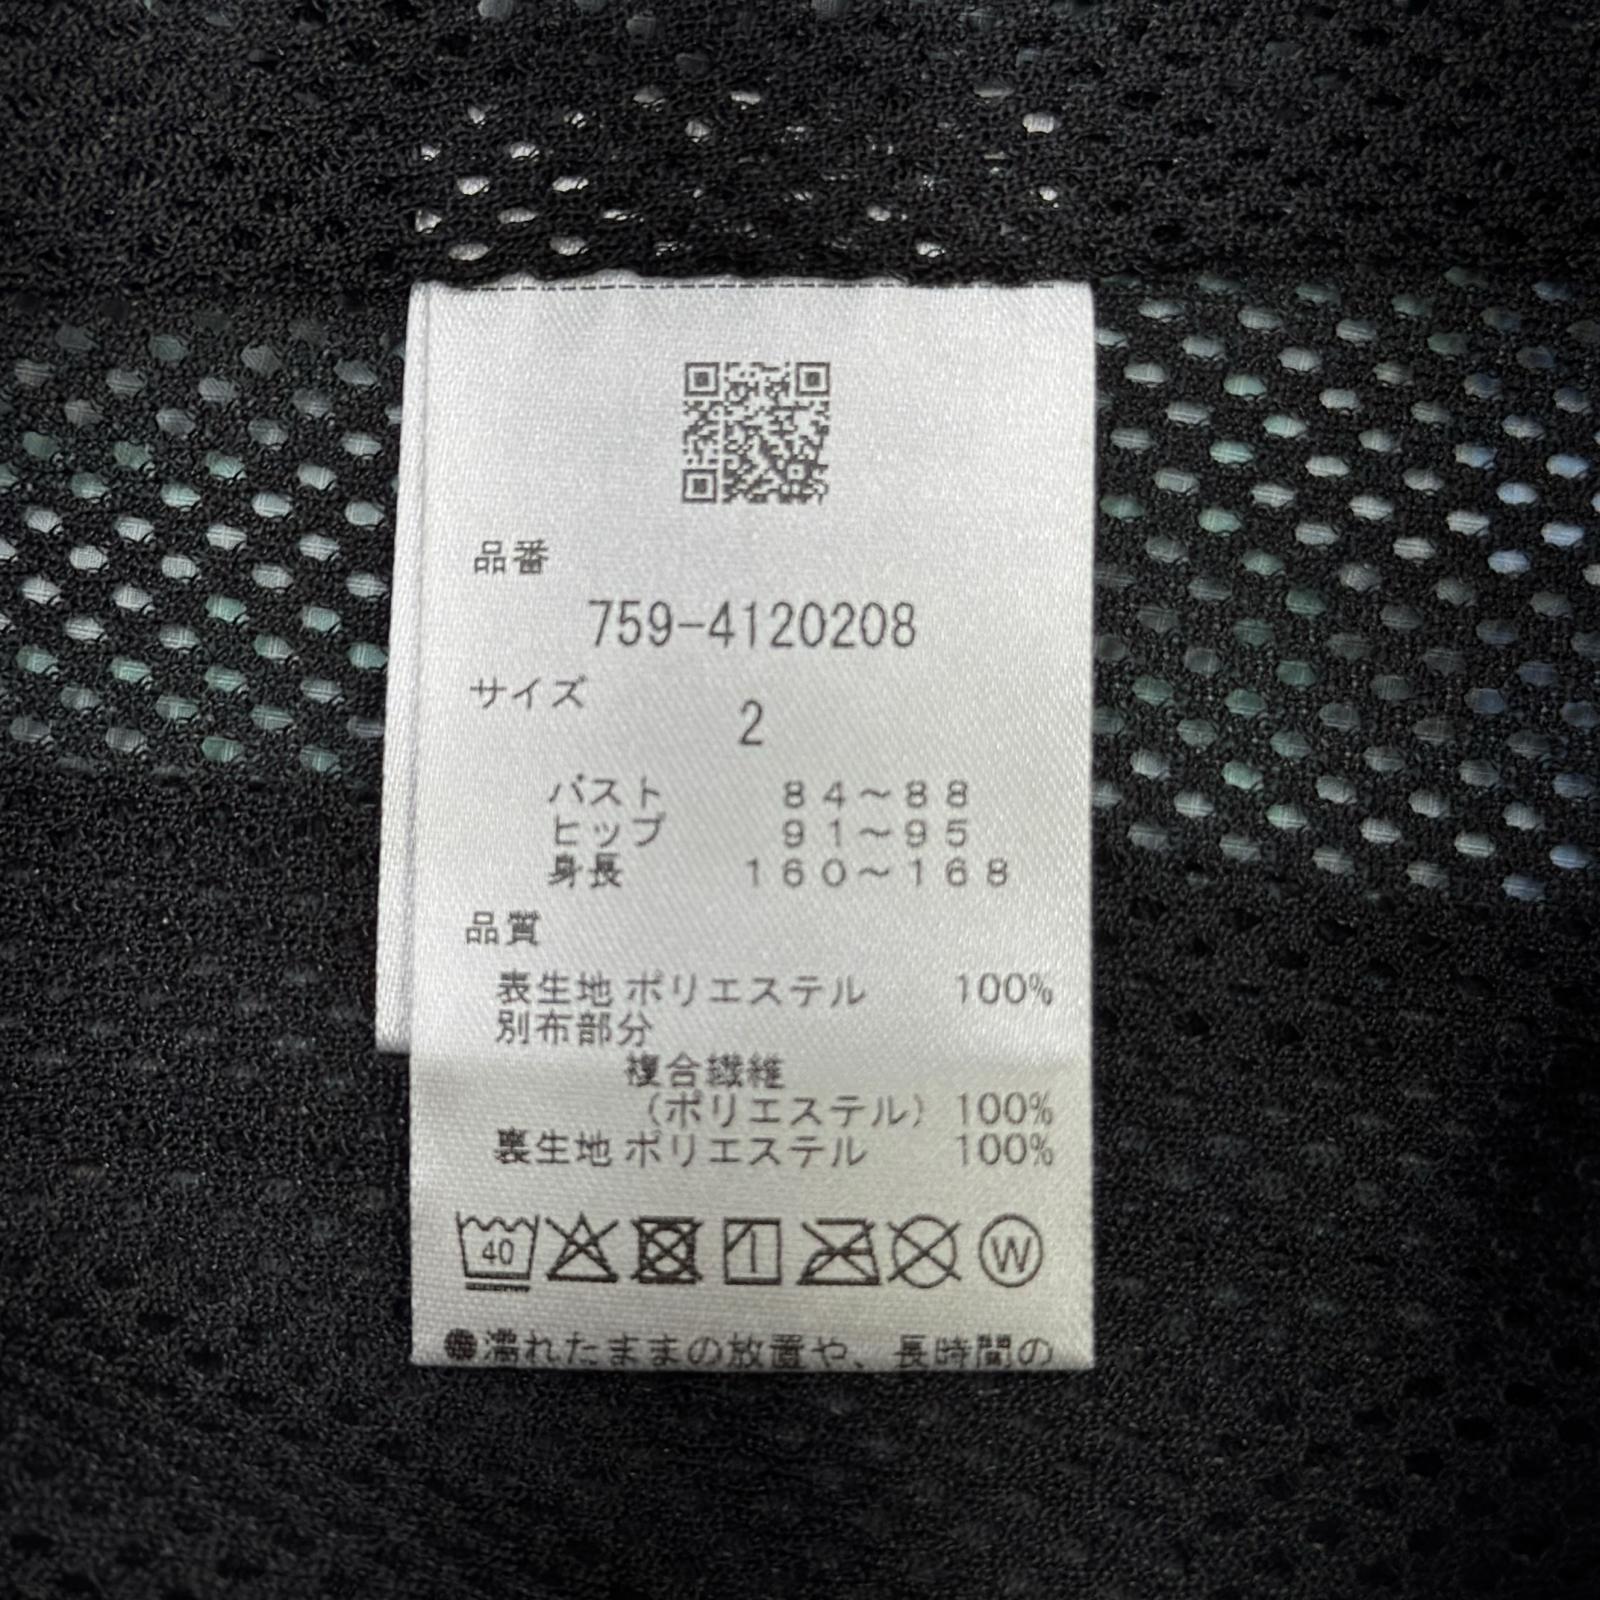 品番
759-4120208
サイズ
2
バスト 84〜88
ヒップ 91〜95
身長 160〜168
品質
表生地 ポリエステル 100%
別布部分
複合繊維
(ポリエステル) 100%
裏生地 ポリエステル 100%
40 1 W
●濡れたままの放置や、長時間の